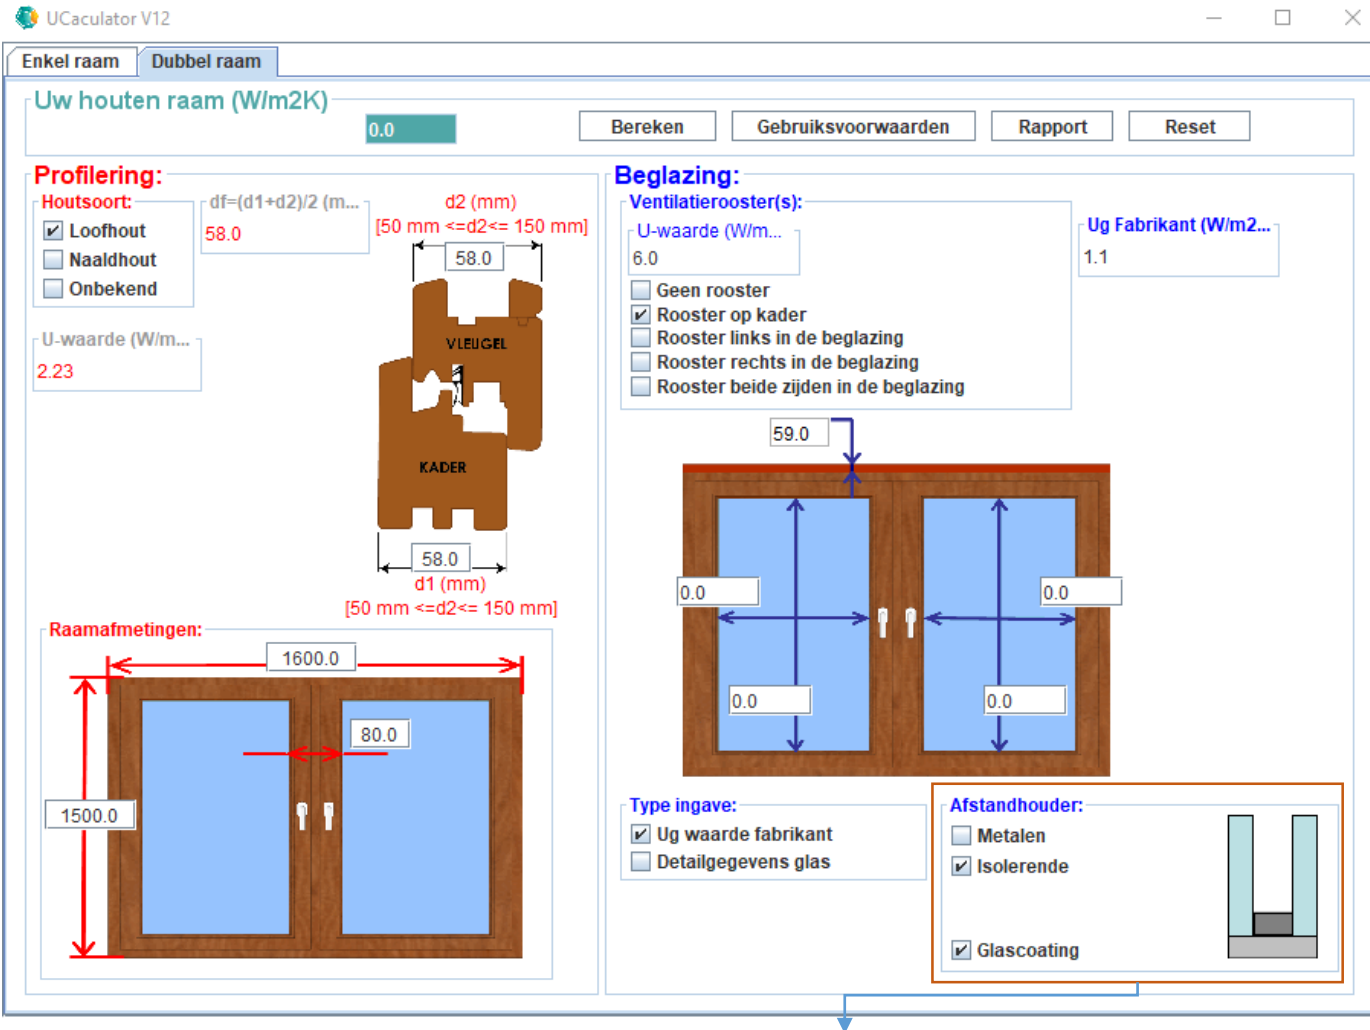 UCaculator V12
Enkel raam
Dubbel raam
Uw houten raam (W/m2K)
0.0
Bereken
Gebruiksvoorwaarden
Rapport
Reset
Profilering:
Houtsoort:
Loofhout
Naaldhout
Onbekend
df=(d1+d2)/2 (m...
58.0
U-waarde (W/m...
2.23
d2 (mm)
[50 mm <=d2<= 150 mm]
58.0
VLEUGEL
KADER
58.0
d1 (mm)
[50 mm <=d2<= 150 mm]
Raamafmetingen:
1600.0
80.0
1500.0
Beglazing:
Ventilatierooster(s):
U-waarde (W/m...
6.0
Geen rooster
Rooster op kader
Rooster links in de beglazing
Rooster rechts in de beglazing
Rooster beide zijden in de beglazing
Ug Fabrikant (W/m2...
1.1
59.0
0.0
0.0
0.0
0.0
Type ingave:
Ug waarde fabrikant
Detailgegevens glas
Afstandhouder:
Metalen
Isolerende
Glascoating